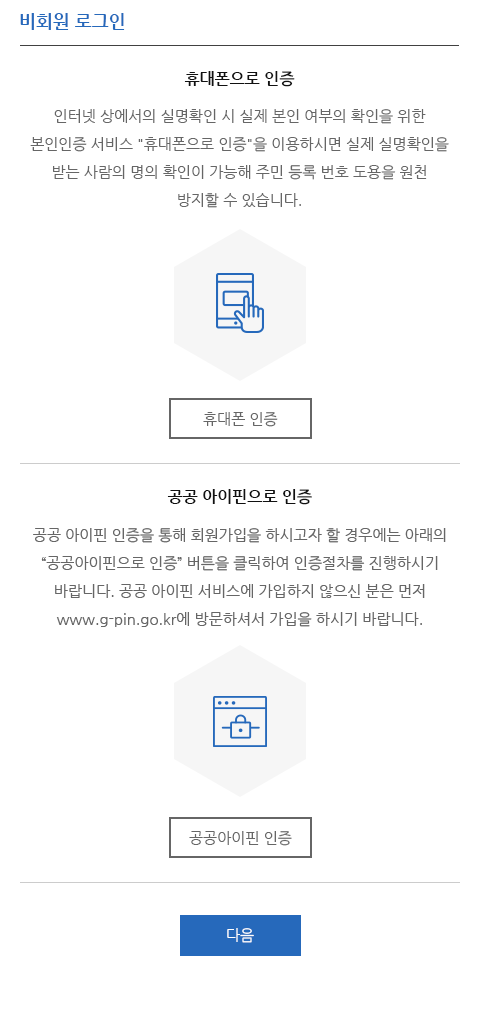 비회원 로그인
휴대폰으로 인증
인터넷 상에서의 실명확인 시 실제 본인 여부의 확인을 위한
본인인증 서비스 "휴대폰으로 인증"을 이용하시면 실제 실명확인을
받는 사람의 명의 확인이 가능해 주민 등록 번호 도용을 원천
방지할 수 있습니다.
휴대폰 인증
공공 아이핀으로 인증
공공 아이핀 인증을 통해 회원가입을 하시고자 할 경우에는 아래의
“공공아이핀으로 인증” 버튼을 클릭하여 인증절차를 진행하시기
바랍니다. 공공 아이핀 서비스에 가입하지 않으신 분은 먼저
www.g-pin.go.kr에 방문하셔서 가입을 하시기 바랍니다.
공공아이핀 인증
다음